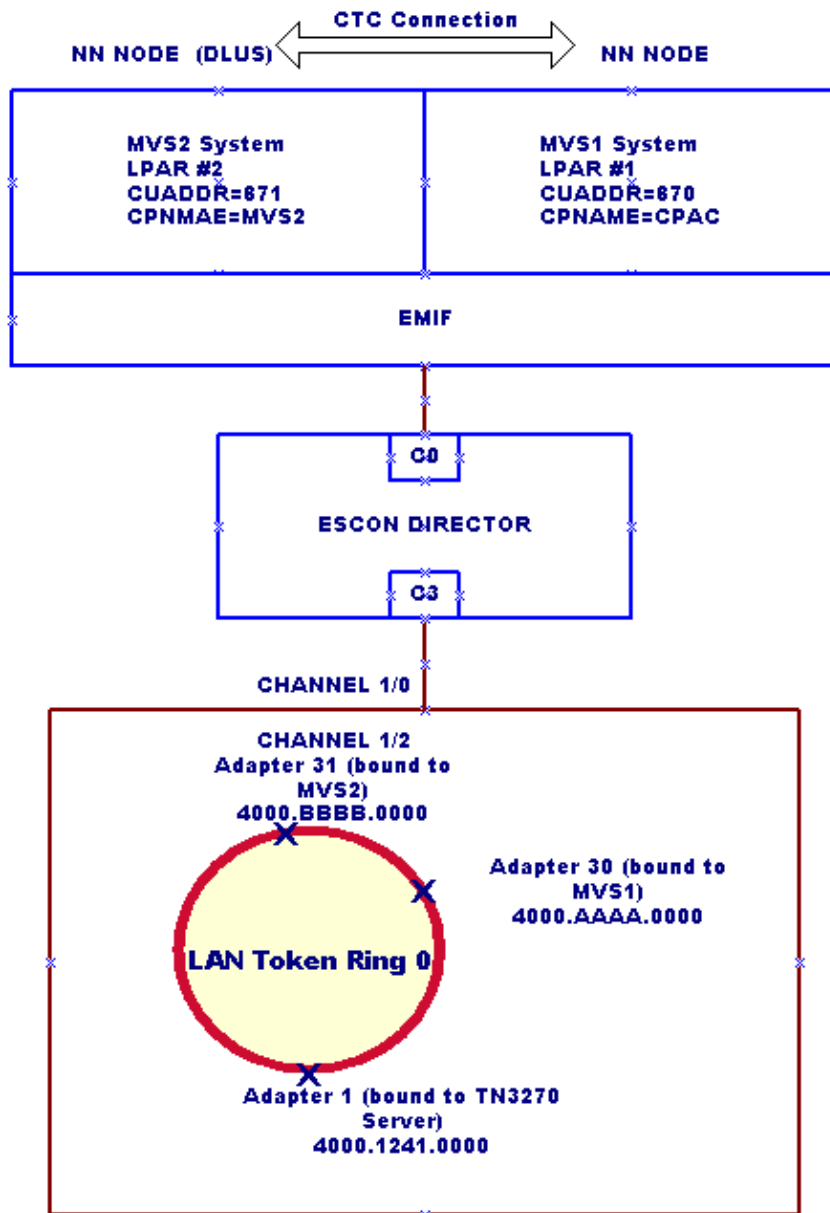 CTC Connection
NN NODE (DLUS)
NN NODE
MVS2 System
LPAR #2
CUADDR=671
CPNMAE=MVS2
MVS1 System
LPAR #1
CUADDR=670
CPNAME=CPAC
EMIF
C0
ESCON DIRECTOR
C3
CHANNEL 1/0
CHANNEL 1/2
Adapter 31 (bound to
MVS2)
4000.BBBB.0000
Adapter 30 (bound to
MVS1)
4000.AAAA.0000
LAN Token Ring 0
Adapter 1 (bound to TN3270
Server)
4000.1241.0000